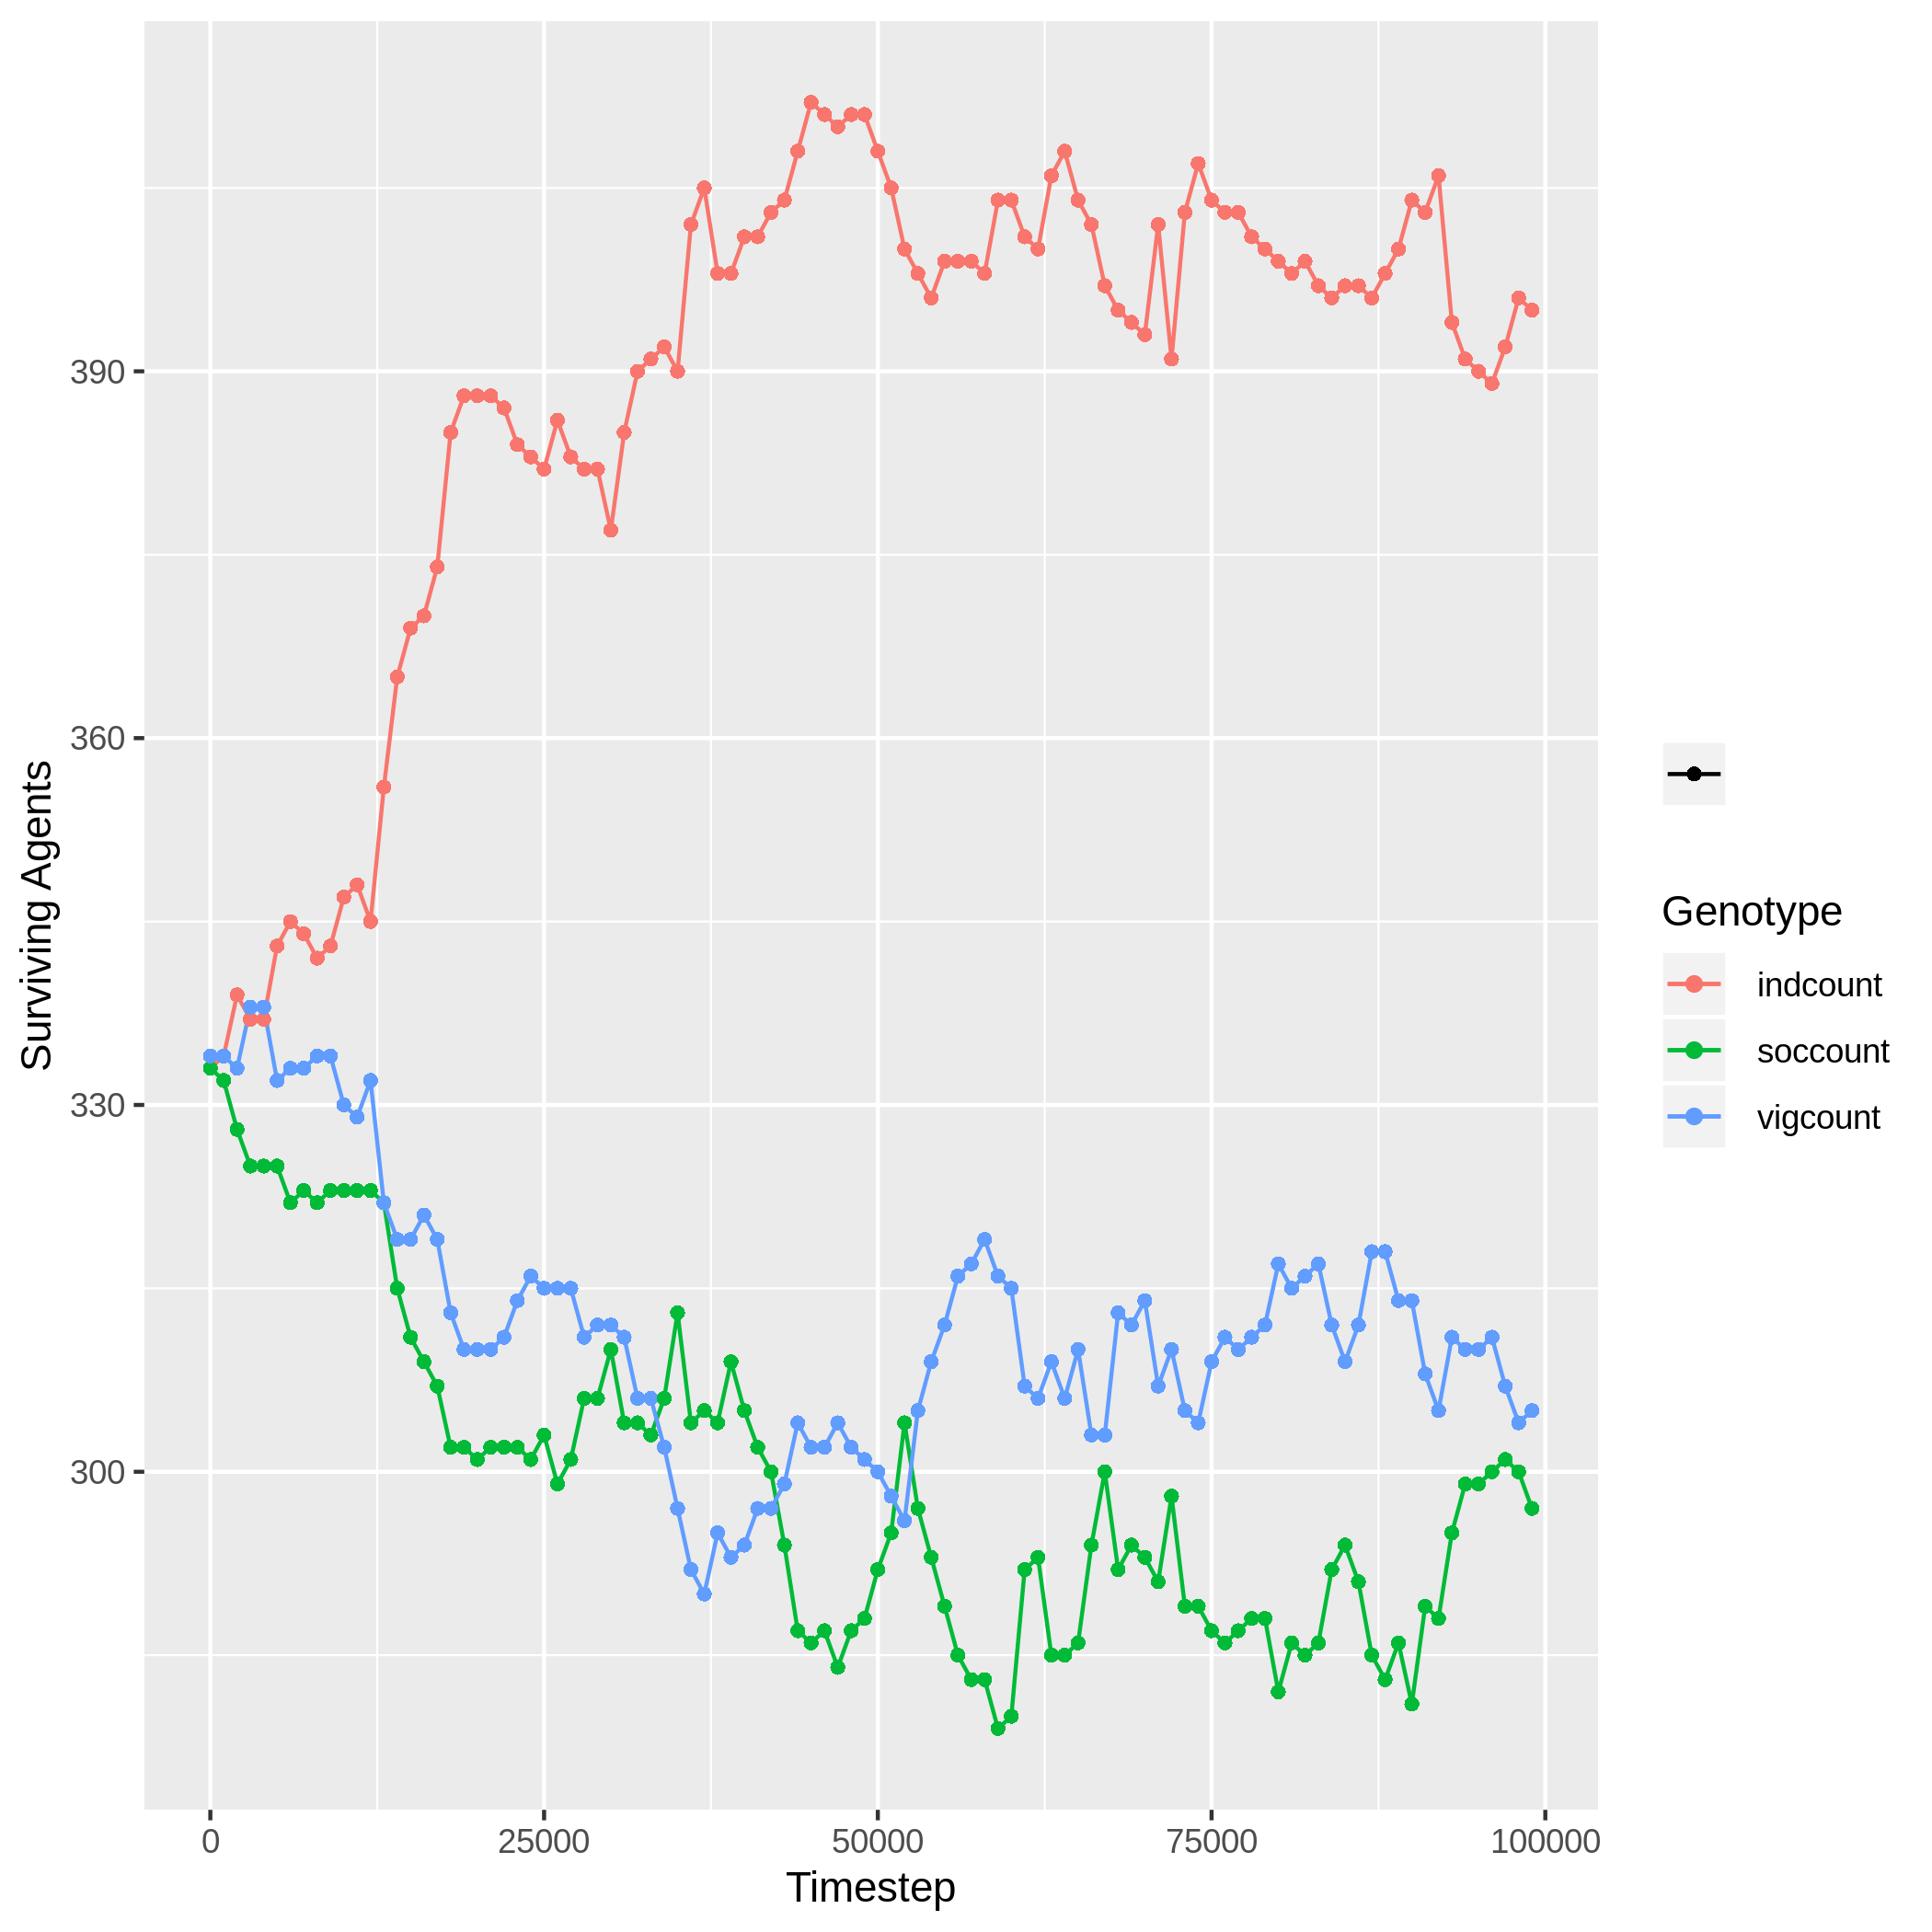 Surviving Agents
390
360
330
300
0 25000 50000 75000 100000
Timestep
Genotype
indcount
soccount
vigcount